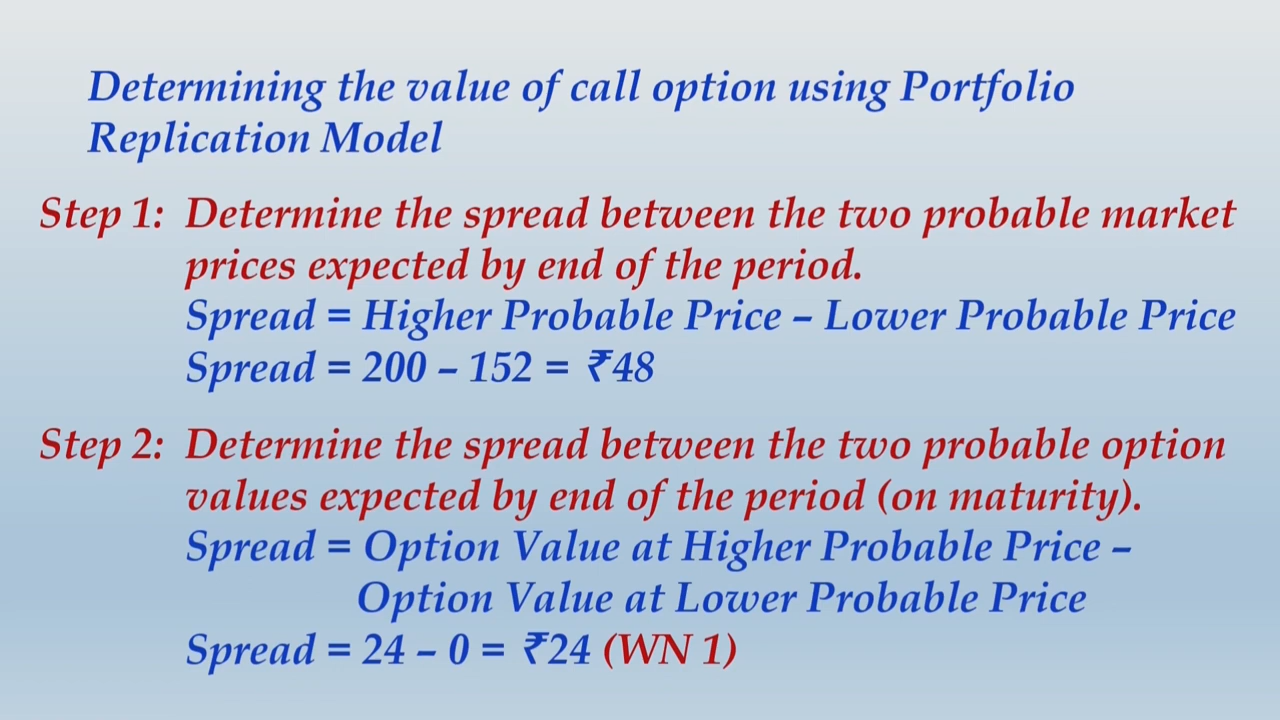 Determining the value of call option using Portfolio
Replication Model
Step 1: Determine the spread between the two probable market
prices expected by end of the period.
Spread = Higher Probable Price – Lower Probable Price
Spread = 200 – 152 = ₹48
Step 2: Determine the spread between the two probable option
values expected by end of the period (on maturity).
Spread = Option Value at Higher Probable Price –
Option Value at Lower Probable Price
Spread = 24 – 0 = ₹24 (WN 1)